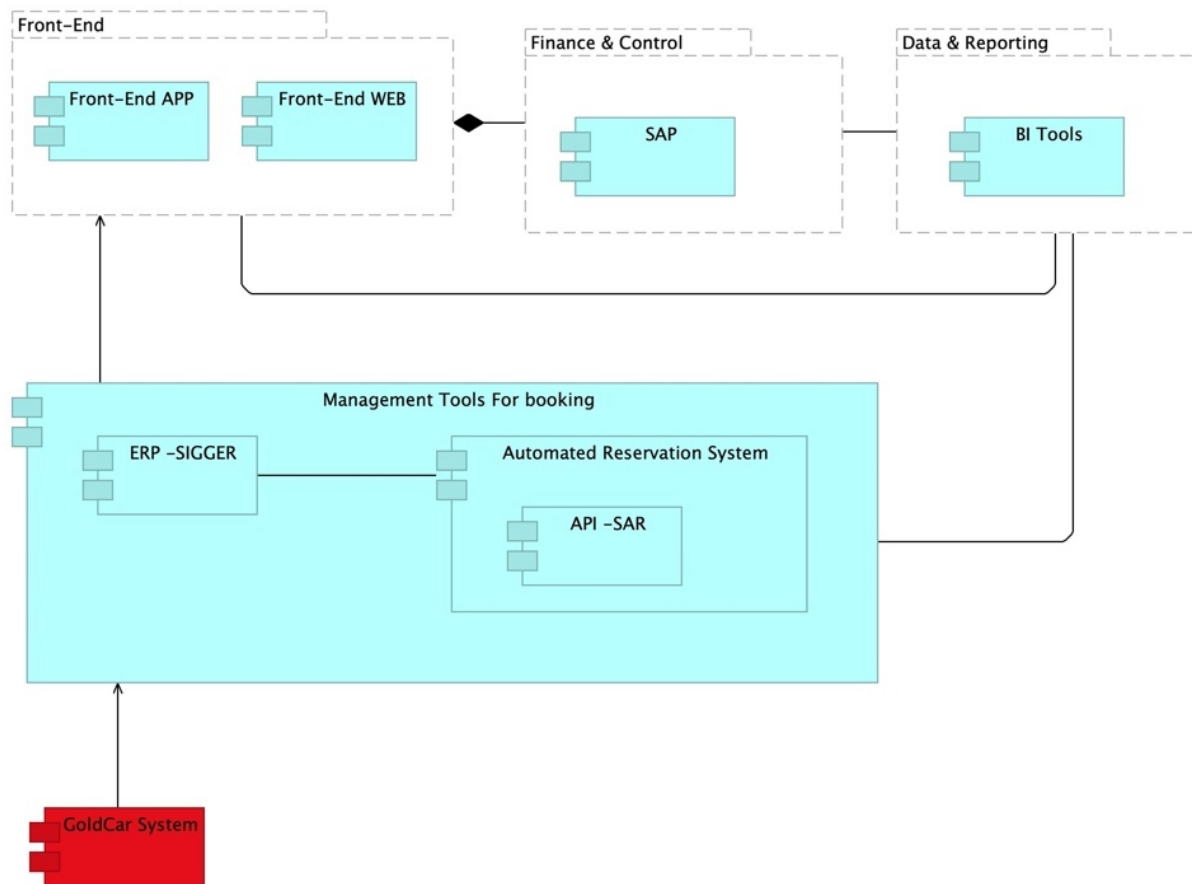 Front-End
Front-End APP
Front-End WEB
Finance & Control
SAP
Data & Reporting
BI Tools
Management Tools For booking
ERP -SIGGER
Automated Reservation System
API -SAR
GoldCar System